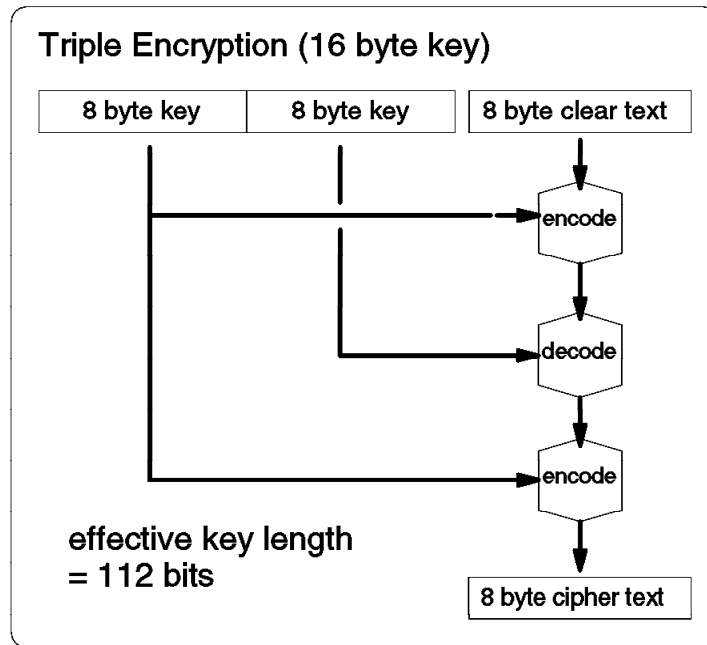 Triple Encryption (16 byte key)
8 byte key
8 byte key
8 byte clear text
encode
decode
encode
effective key length
= 112 bits
8 byte cipher text